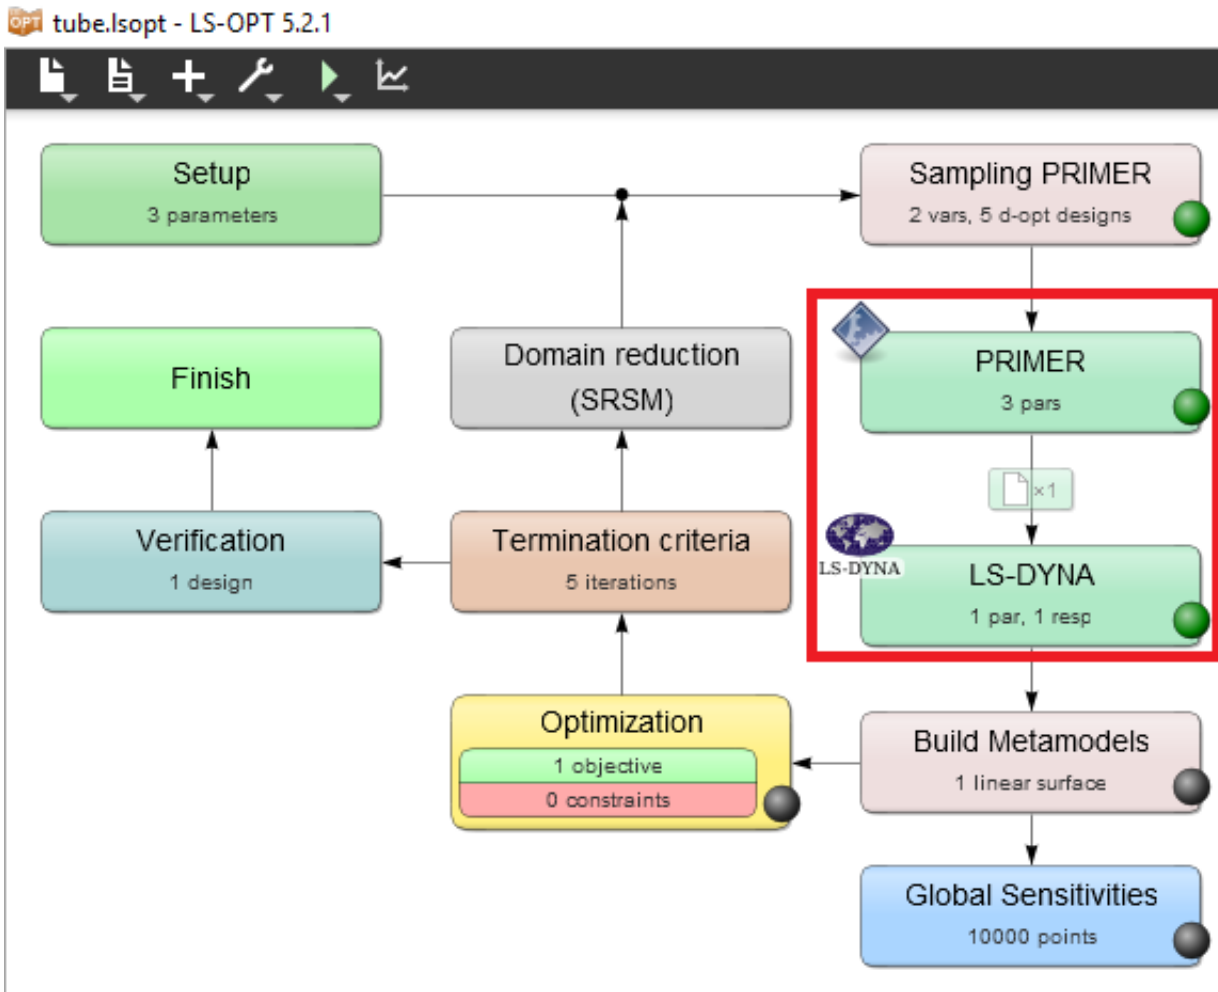 OPT tube.lsopt - LS-OPT 5.2.1
Setup
3 parameters
Sampling PRIMER
2 vars, 5 d-opt designs
Finish
Domain reduction
(SRSM)
PRIMER
3 pars
×1
Verification
1 design
Termination criteria
5 iterations
LS-DYNA
LS-DYNA
1 par, 1 resp
Optimization
1 objective
0 constraints
Build Metamodels
1 linear surface
Global Sensitivities
10000 points